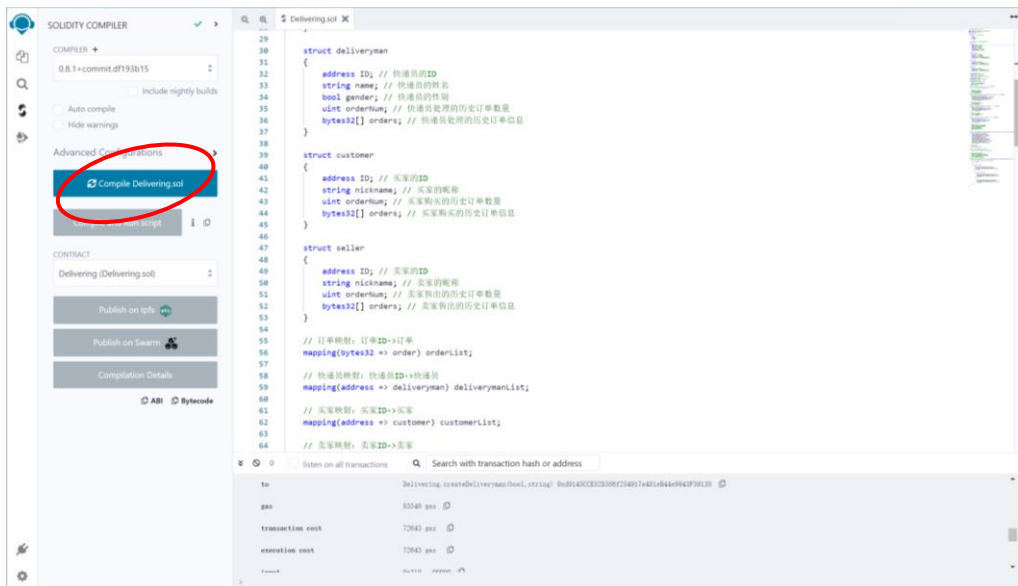 SOLIDITY COMPILER
COMPILER +
0.8.1+commit.df193b15
Include nightly builds
Auto compile
Hide warnings
Advanced Configurations
Compile Delivering.sol
Compile and Run script
CONTRACT
Delivering (Delivering.sol)
Publish on Ipfs
Publish on Swarm
Compilation Details
ABI Bytecode
Delivering.sol
29
30 struct deliveryman
31 {
32 address ID; // 快递员的ID
33 string name; // 快递员的姓名
34 bool gender; // 快递员的性别
35 uint orderNum; // 快递员处理的历史订单数量
36 bytes32[] orders; // 快递员处理的历史订单信息
37 }
38
39 struct customer
40 {
41 address ID; // 买家的ID
42 string nickname; // 买家的昵称
43 uint orderNum; // 买家购买的历史订单数量
44 bytes32[] orders; // 买家购买的历史订单信息
45 }
46
47 struct seller
48 {
49 address ID; // 卖家的ID
50 string nickname; // 卖家的昵称
51 uint orderNum; // 卖家售出的历史订单数量
52 bytes32[] orders; // 卖家售出的历史订单信息
53 }
54
55 // 订单映射：订单ID->订单
56 mapping(bytes32 => order) orderList;
57
58 // 快递员映射：快递员ID->快递员
59 mapping(address => deliveryman) deliverymanList;
60
61 // 买家映射：买家ID->买家
62 mapping(address => customer) customerList;
63
64 // 卖家映射：卖家ID->卖家
0 listen on all transactions Search with transaction hash or address
to Delivering.createDeliveryman(bool,string)
gas 83540 gas
transaction cost 72643 gas
execution cost 72643 gas